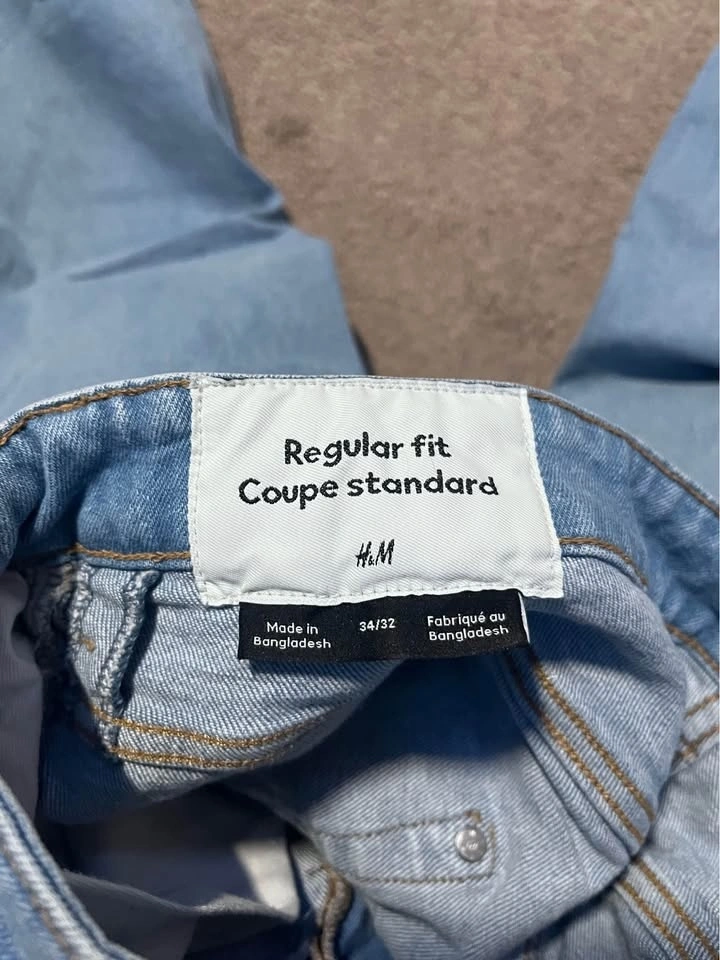 Regular fit
Coupe standard
H&M
Made in
Bangladesh
34/32
Fabriqué au
Bangladesh